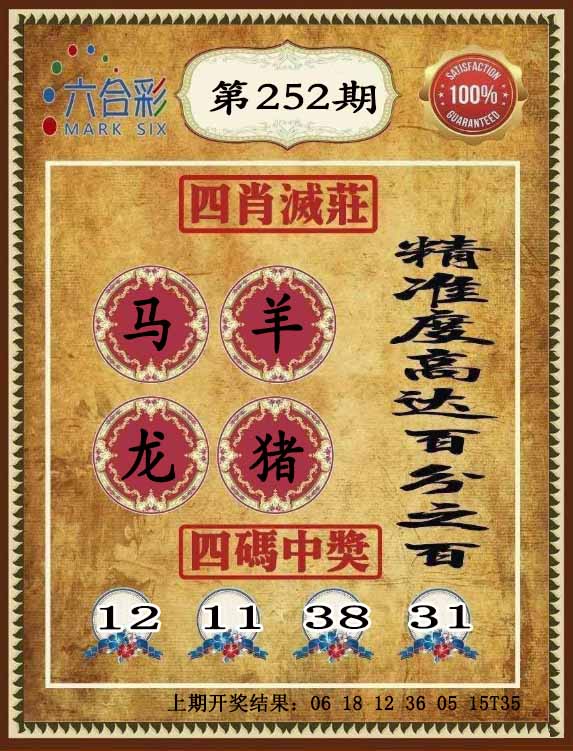 六合彩
MARK SIX
第252期
SATISFACTION
100%
GUARANTEED
四肖滅莊
马 羊
龙 猪
精准度高达百分之百
四碼中獎
12 11 38 31
上期开奖结果：06 18 12 36 05 15T35